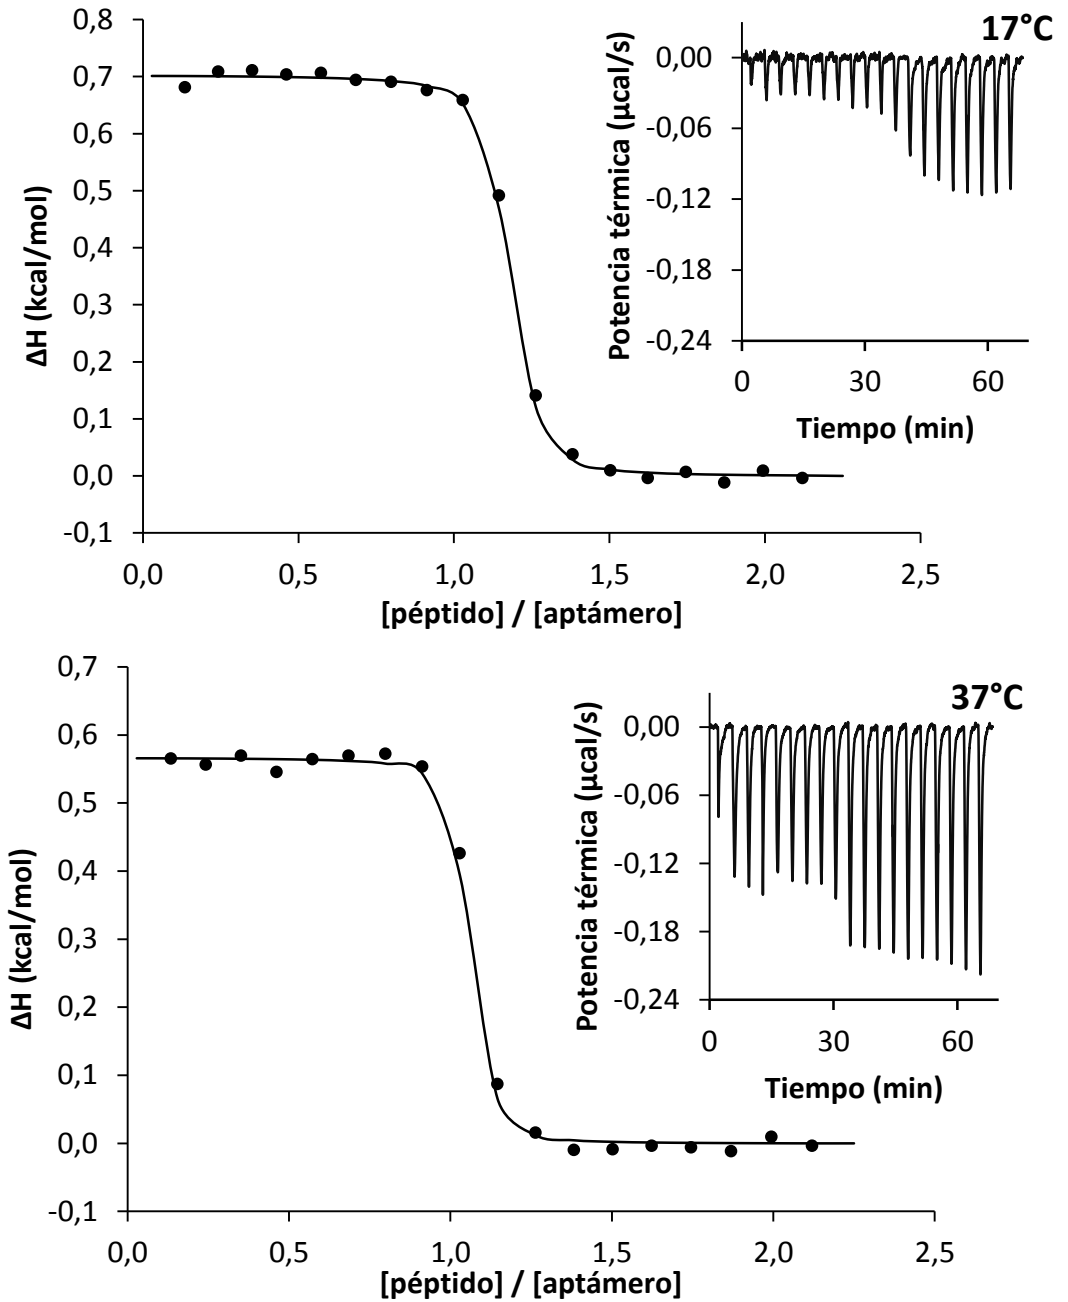 0,8
0,7
0,6
0,5
0,4
0,3
0,2
0,1
0,0
-0,1
ΔH (kcal/mol)
0,0 0,5 1,0 1,5 2,0 2,5
[péptido] / [aptámero]
17°C
0,00
-0,06
-0,12
-0,18
-0,24
Potencia térmica (µcal/s)
0 30 60
Tiempo (min)
0,7
0,6
0,5
0,4
0,3
0,2
0,1
0,0
-0,1
ΔH (kcal/mol)
0,0 0,5 1,0 1,5 2,0 2,5
[péptido] / [aptámero]
37°C
0,00
-0,06
-0,12
-0,18
-0,24
Potencia térmica (µcal/s)
0 30 60
Tiempo (min)